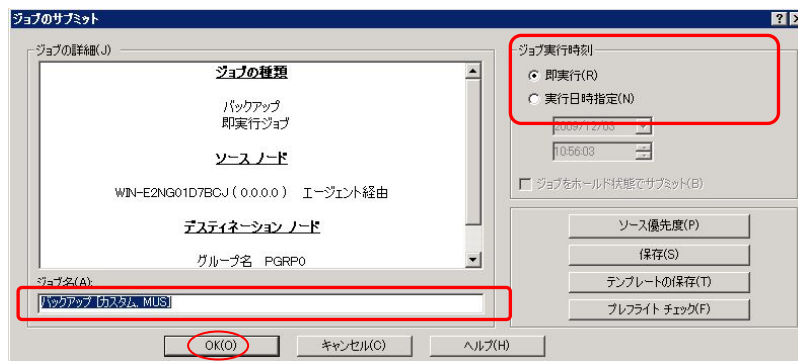 ジョブのサブミット
ジョブの詳細(J)
ジョブの種類
バックアップ
即実行ジョブ
ソース ノード
WIN-E2NG01D7BCJ ( 0.0.0.0 ) エージェント経由
デスティネーション ノード
グループ名 PGRP0
ジョブ名(A):
バックアップ [カスタム, MUS]
ジョブ実行時刻
即実行(R)
実行日時指定(N)
2009/12/03
10:56:03
ジョブをホールド状態でサブミット(B)
ソース優先度(P)
保存(S)
テンプレートの保存(T)
プレフライト チェック(F)
OK(O)
キャンセル(C)
ヘルプ(H)